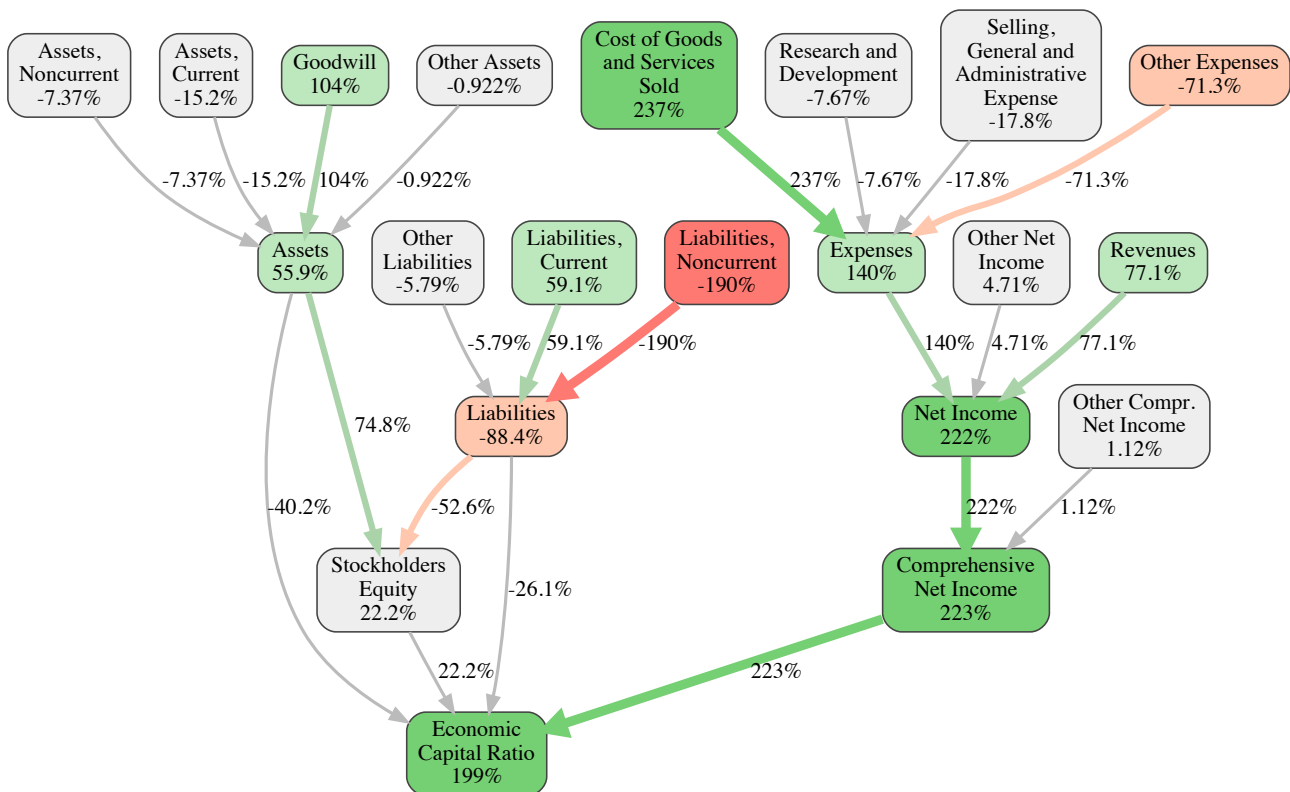 Assets,
Noncurrent
-7.37%
Assets,
Current
-15.2%
Goodwill
104%
Other Assets
-0.922%
Cost of Goods
and Services
Sold
237%
Research and
Development
-7.67%
Selling,
General and
Administrative
Expense
-17.8%
Other Expenses
-71.3%
-7.37%
-15.2%
104%
-0.922%
237%
-7.67%
-17.8%
-71.3%
Assets
55.9%
Other
Liabilities
-5.79%
Liabilities,
Current
59.1%
Liabilities,
Noncurrent
-190%
Expenses
140%
Other Net
Income
4.71%
Revenues
77.1%
-5.79%
59.1%
-190%
140%
4.71%
77.1%
74.8%
Liabilities
-88.4%
Net Income
222%
Other Compr.
Net Income
1.12%
-40.2%
-52.6%
222%
1.12%
Stockholders
Equity
22.2%
-26.1%
Comprehensive
Net Income
223%
22.2%
223%
Economic
Capital Ratio
199%